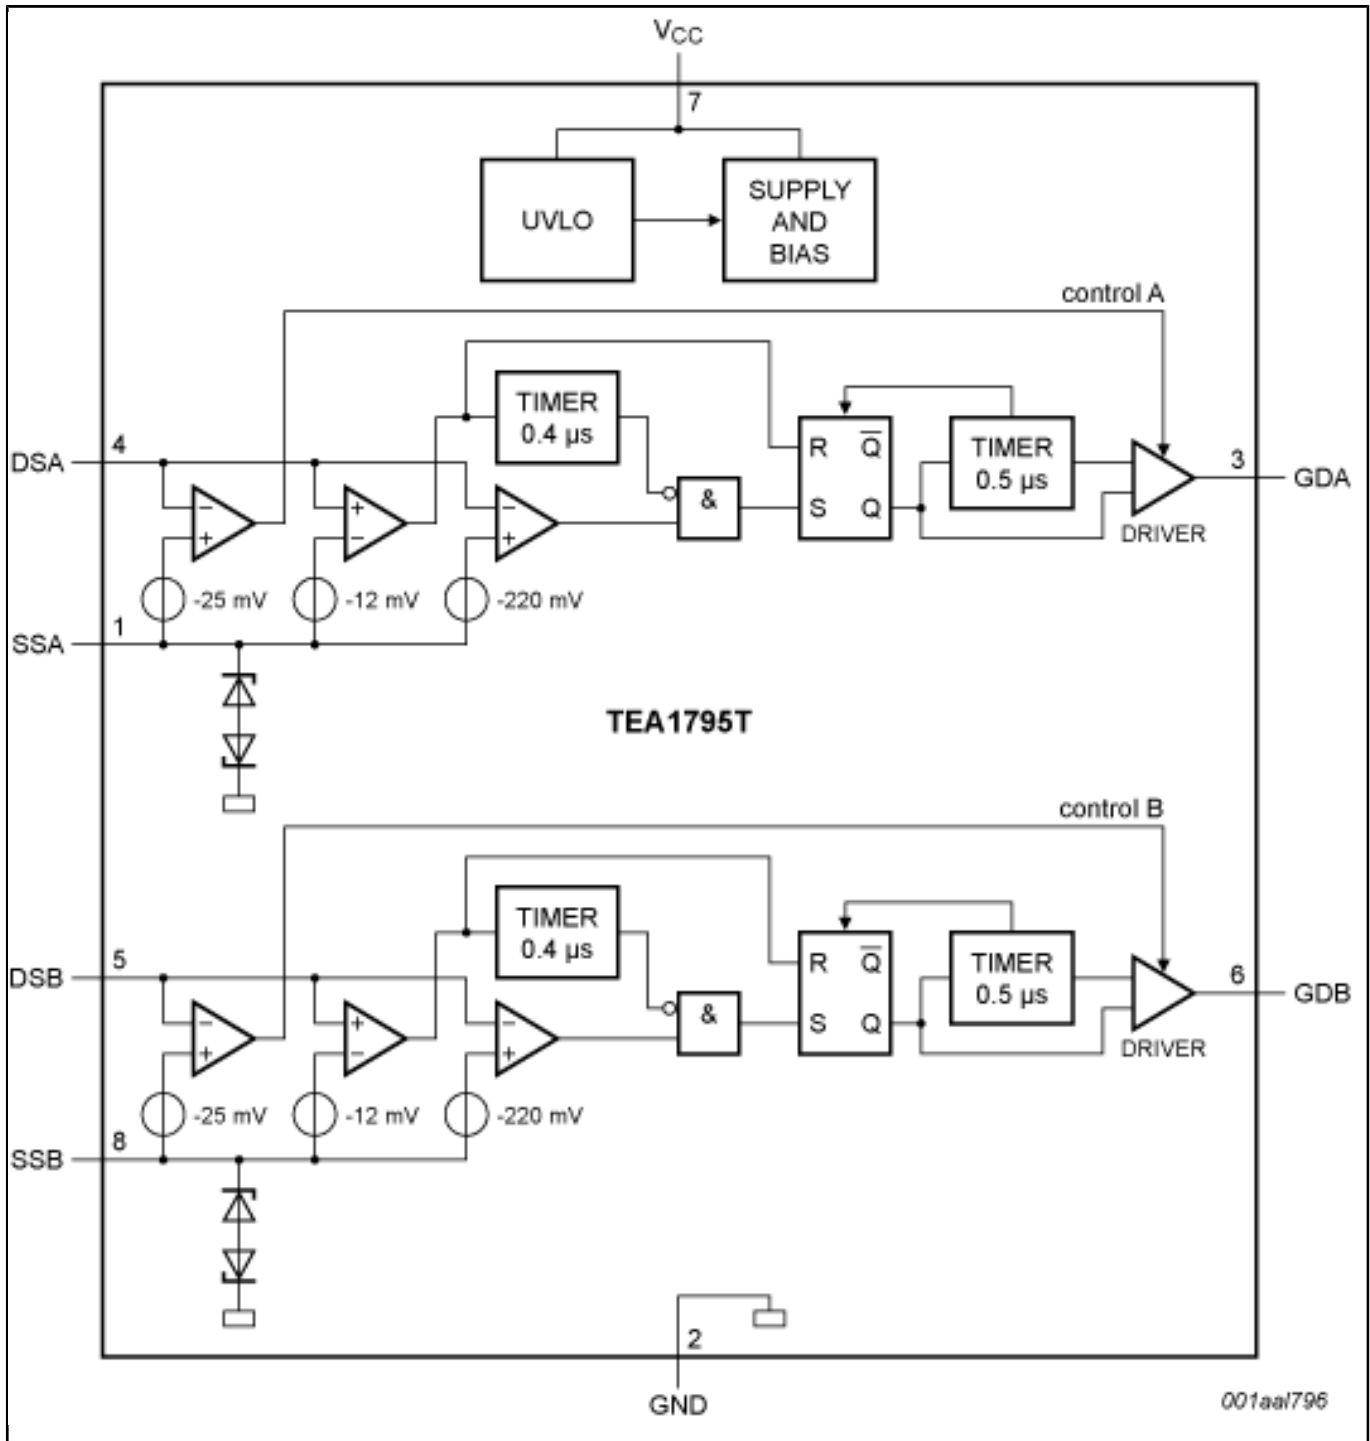 VCC
7
UVLO
SUPPLY
AND
BIAS
control A
TIMER
0.4 µs
R Q
S Q
TIMER
0.5 µs
&
DSA
4
- +
+ -
- +
3
GDA
DRIVER
-25 mV
-12 mV
-220 mV
SSA
1
TEA1795T
control B
TIMER
0.4 µs
R Q
S Q
TIMER
0.5 µs
&
DSB
5
- +
+ -
- +
6
GDB
DRIVER
-25 mV
-12 mV
-220 mV
SSB
8
2
GND
001aal796